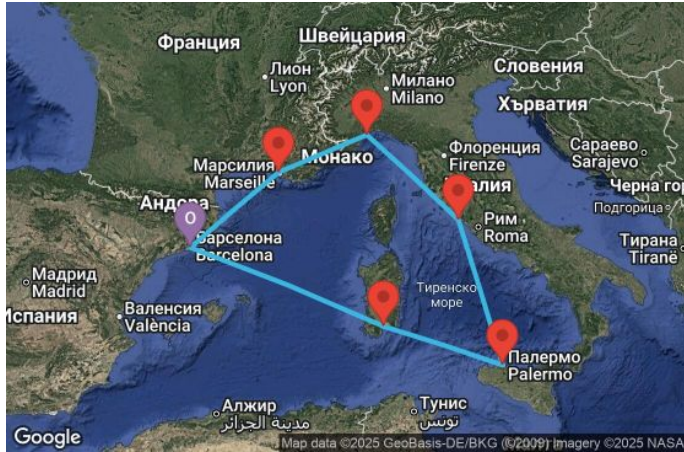 Франция
Швейцария
Словения
Лион
Lyon
Милано
Milano
Хърватия
Марсилия
Marseille
Монако
Флоренция
Firenze
Сараево
Sarajevo
Андора
Черна гор
Подгорица
О
Барселона
Barcelona
Рим
Roma
Тирана
Tiranë
Мадрид
Madrid
Тиренско
море
Испания
Валенсия
València
Палермо
Palermo
Алжир
مدينة الجزائر
Тунис
تونس
Google
Map data ©2025 GeoBasis-DE/BKG (©2009) Imagery ©2025 NASA